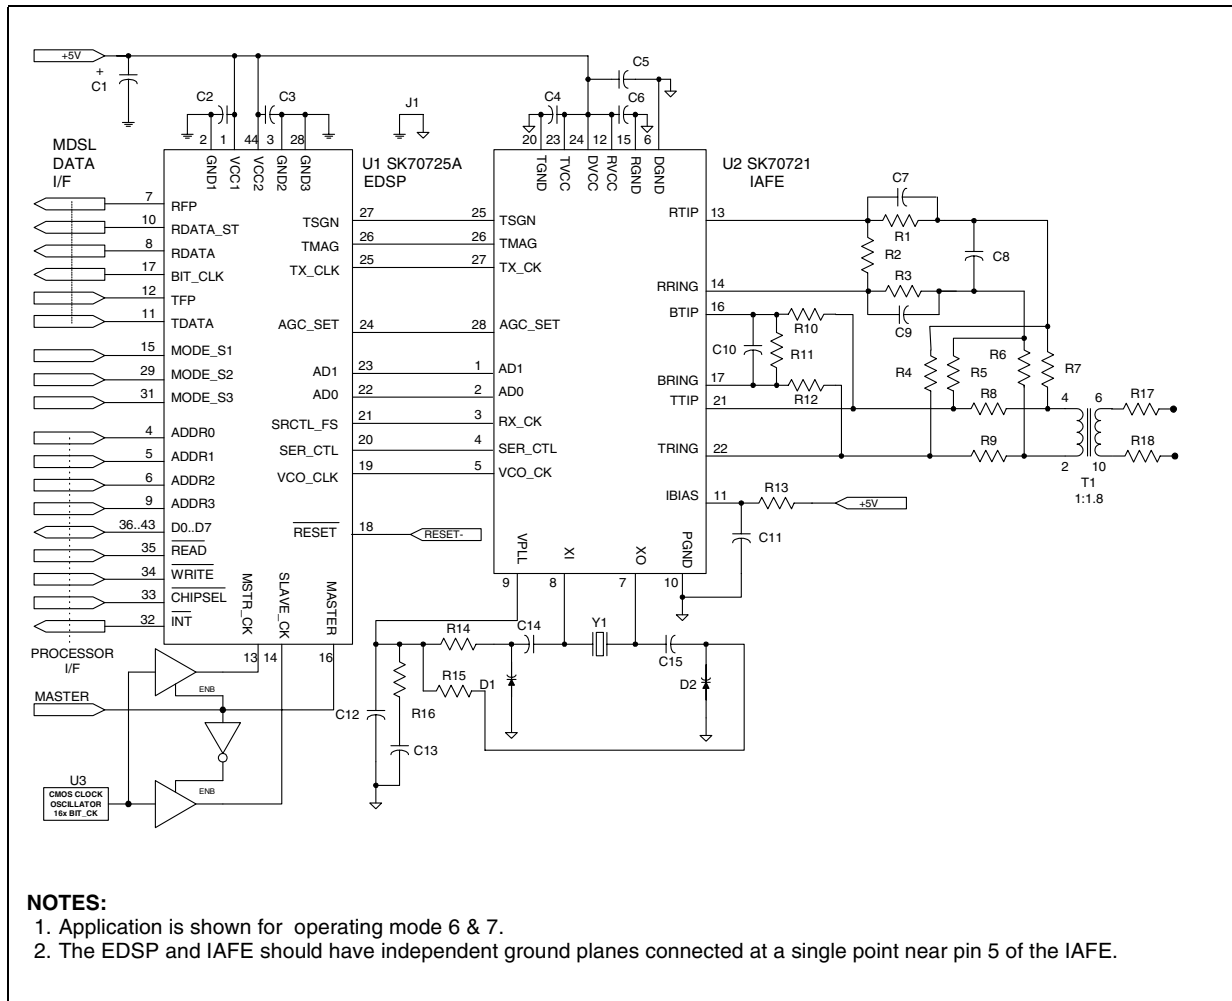 +5V
+
C1
C2
C3
J1
C4
C5
C6
2
1
44
3
28
20
23
24
12
15
6
MDSL
DATA
I/F
GND1
VCC1
VCC2
GND2
GND3
U1 SK70725A
EDSP
TGND
TVCC
DVCC
RVCC
RGND
DGND
U2 SK70721
IAFE
7
RFP
10
RDATA_ST
8
RDATA
17
BIT_CLK
12
TFP
11
TDATA
15
MODE_S1
29
MODE_S2
31
MODE_S3
4
ADDR0
5
ADDR1
6
ADDR2
9
ADDR3
36..43
D0..D7
35
READ
34
WRITE
33
CHIPSEL
32
INT
PROCESSOR
I/F
TSGN
27
25
TSGN
TMAG
26
26
TMAG
TX_CLK
25
27
TX_CK
AGC_SET
24
28
AGC_SET
AD1
23
1
AD1
AD0
22
2
AD0
SRCTL_FS
21
3
RX_CK
SER_CTL
20
4
SER_CTL
VCO_CLK
19
5
VCO_CK
RESET
18
RESET-
MSTR_CK
SLAVE_CK
MASTER
13
14
16
RTIP
13
RRING
14
BTIP
16
BRING
17
TTIP
21
TRING
22
IBIAS
11
VPLL
XI
XO
PGND
9
8
7
10
C7
R1
R2
R3
C8
C9
R10
C10
R11
R12
R4
R5
R6
R7
R8
R9
4
6
2
10
T1
1:1.8
R17
R18
R13
+5V
C11
R14
C14
Y1
C15
R15
D1
D2
R16
C12
C13
MASTER
ENB
ENB
U3
CMOS CLOCK
OSCILLATOR
16x BIT_CK
NOTES:
1. Application is shown for operating mode 6 & 7.
2. The EDSP and IAFE should have independent ground planes connected at a single point near pin 5 of the IAFE.